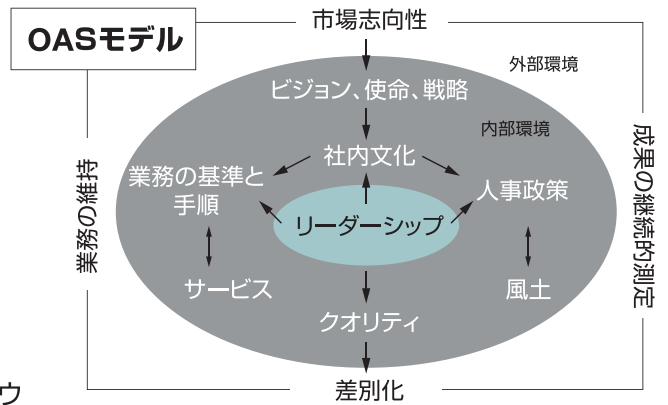 OASモデル
市場志向性
外部環境
ビジョン、使命、戦略
内部環境
社内文化
業務の基準と
手順
人事政策
リーダーシップ
業務の維持
成果の継続的測定
サービス
風土
クオリティ
差別化
ウ